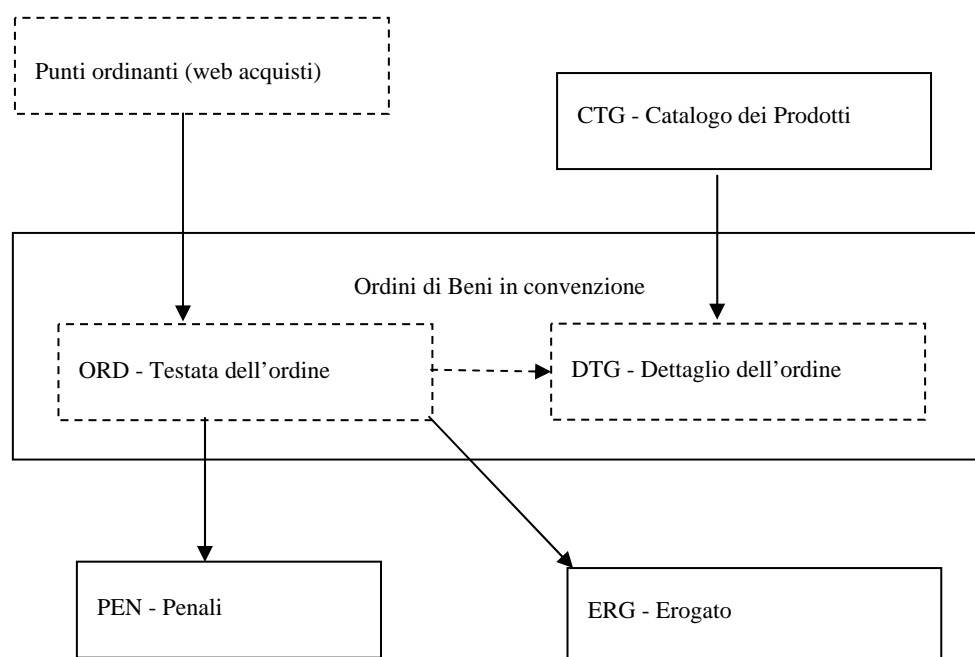 Punti ordinanti (web acquisti)
CTG - Catalogo dei Prodotti
Ordini di Beni in convenzione
ORD - Testata dell’ordine
DTG - Dettaglio dell’ordine
PEN - Penali
ERG - Erogato